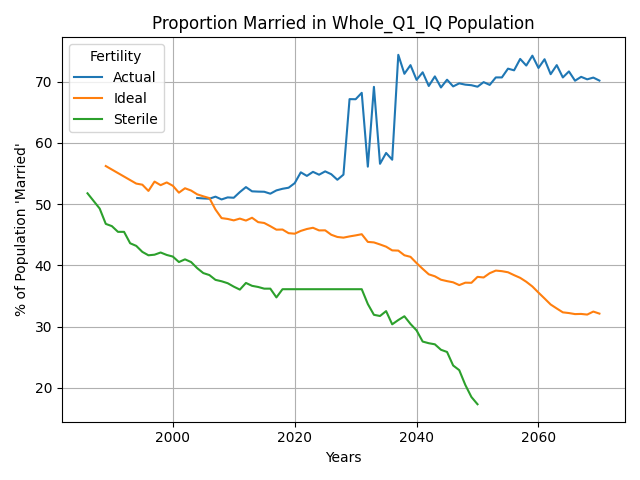 Proportion Married in Whole_Q1_IQ Population
% of Population 'Married'
Fertility
Actual
Ideal
Sterile
70
60
50
40
30
20
2000
2020
2040
2060
Years